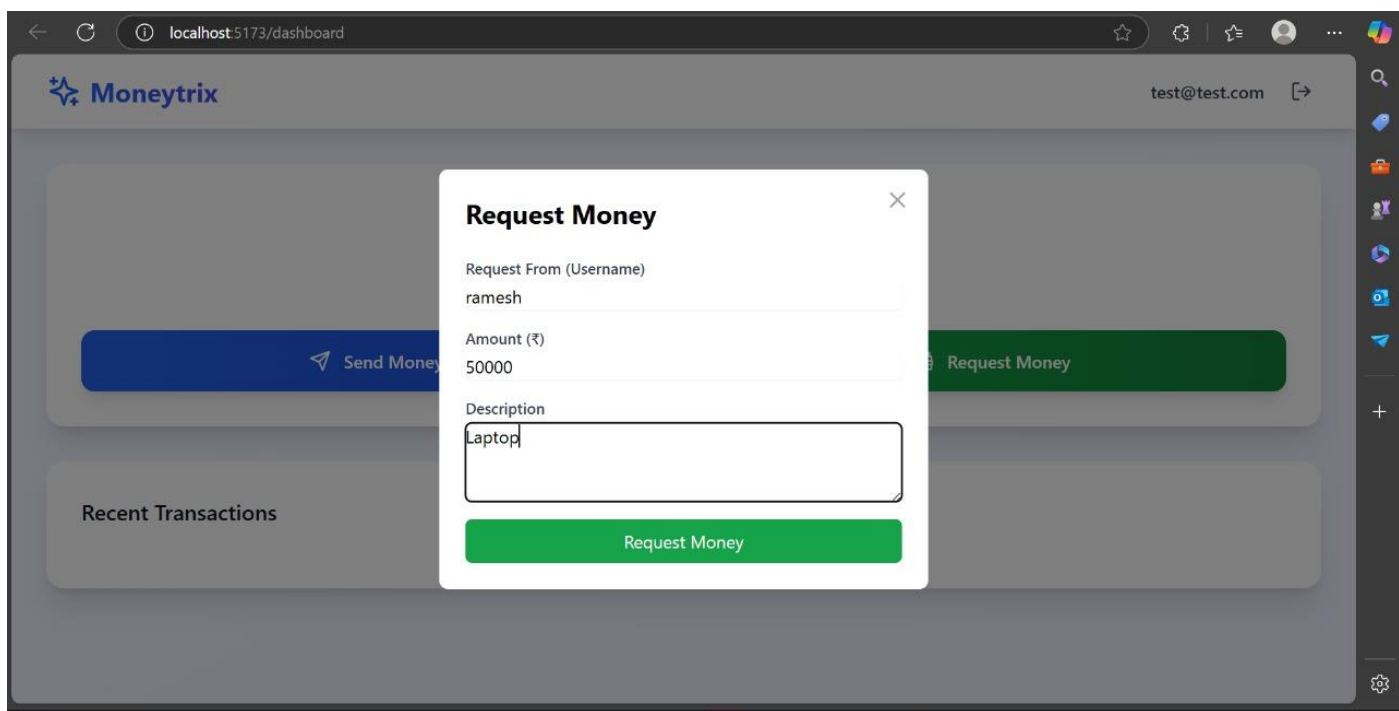 localhost:5173/dashboard
Moneytrix
test@test.com
Request Money
Request From (Username)
ramesh
Amount (₹)
50000
Send Money
Request Money
Description
Laptop
Recent Transactions
Request Money